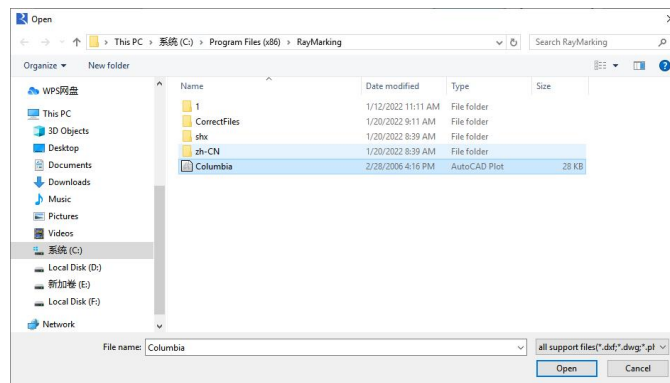 Open
This PC > 系统 (C:) > Program Files (x86) > RayMarking
Search RayMarking
Organize
New folder
Name Date modified Type Size
WPS网盘
This PC
3D Objects
Desktop
Documents
Downloads
Music
Pictures
Videos
系统 (C:)
Local Disk (D:)
新加卷 (E:)
Local Disk (F:)
Network
1 1/12/2022 11:11 AM File folder
CorrectFiles 1/20/2022 9:11 AM File folder
shx 1/20/2022 8:39 AM File folder
zh-CN 1/20/2022 8:39 AM File folder
Columbia 2/28/2006 4:16 PM AutoCAD Plot 28 KB
File name: Columbia
all support files(*.dxf;*.dwg;*.pl
Open Cancel